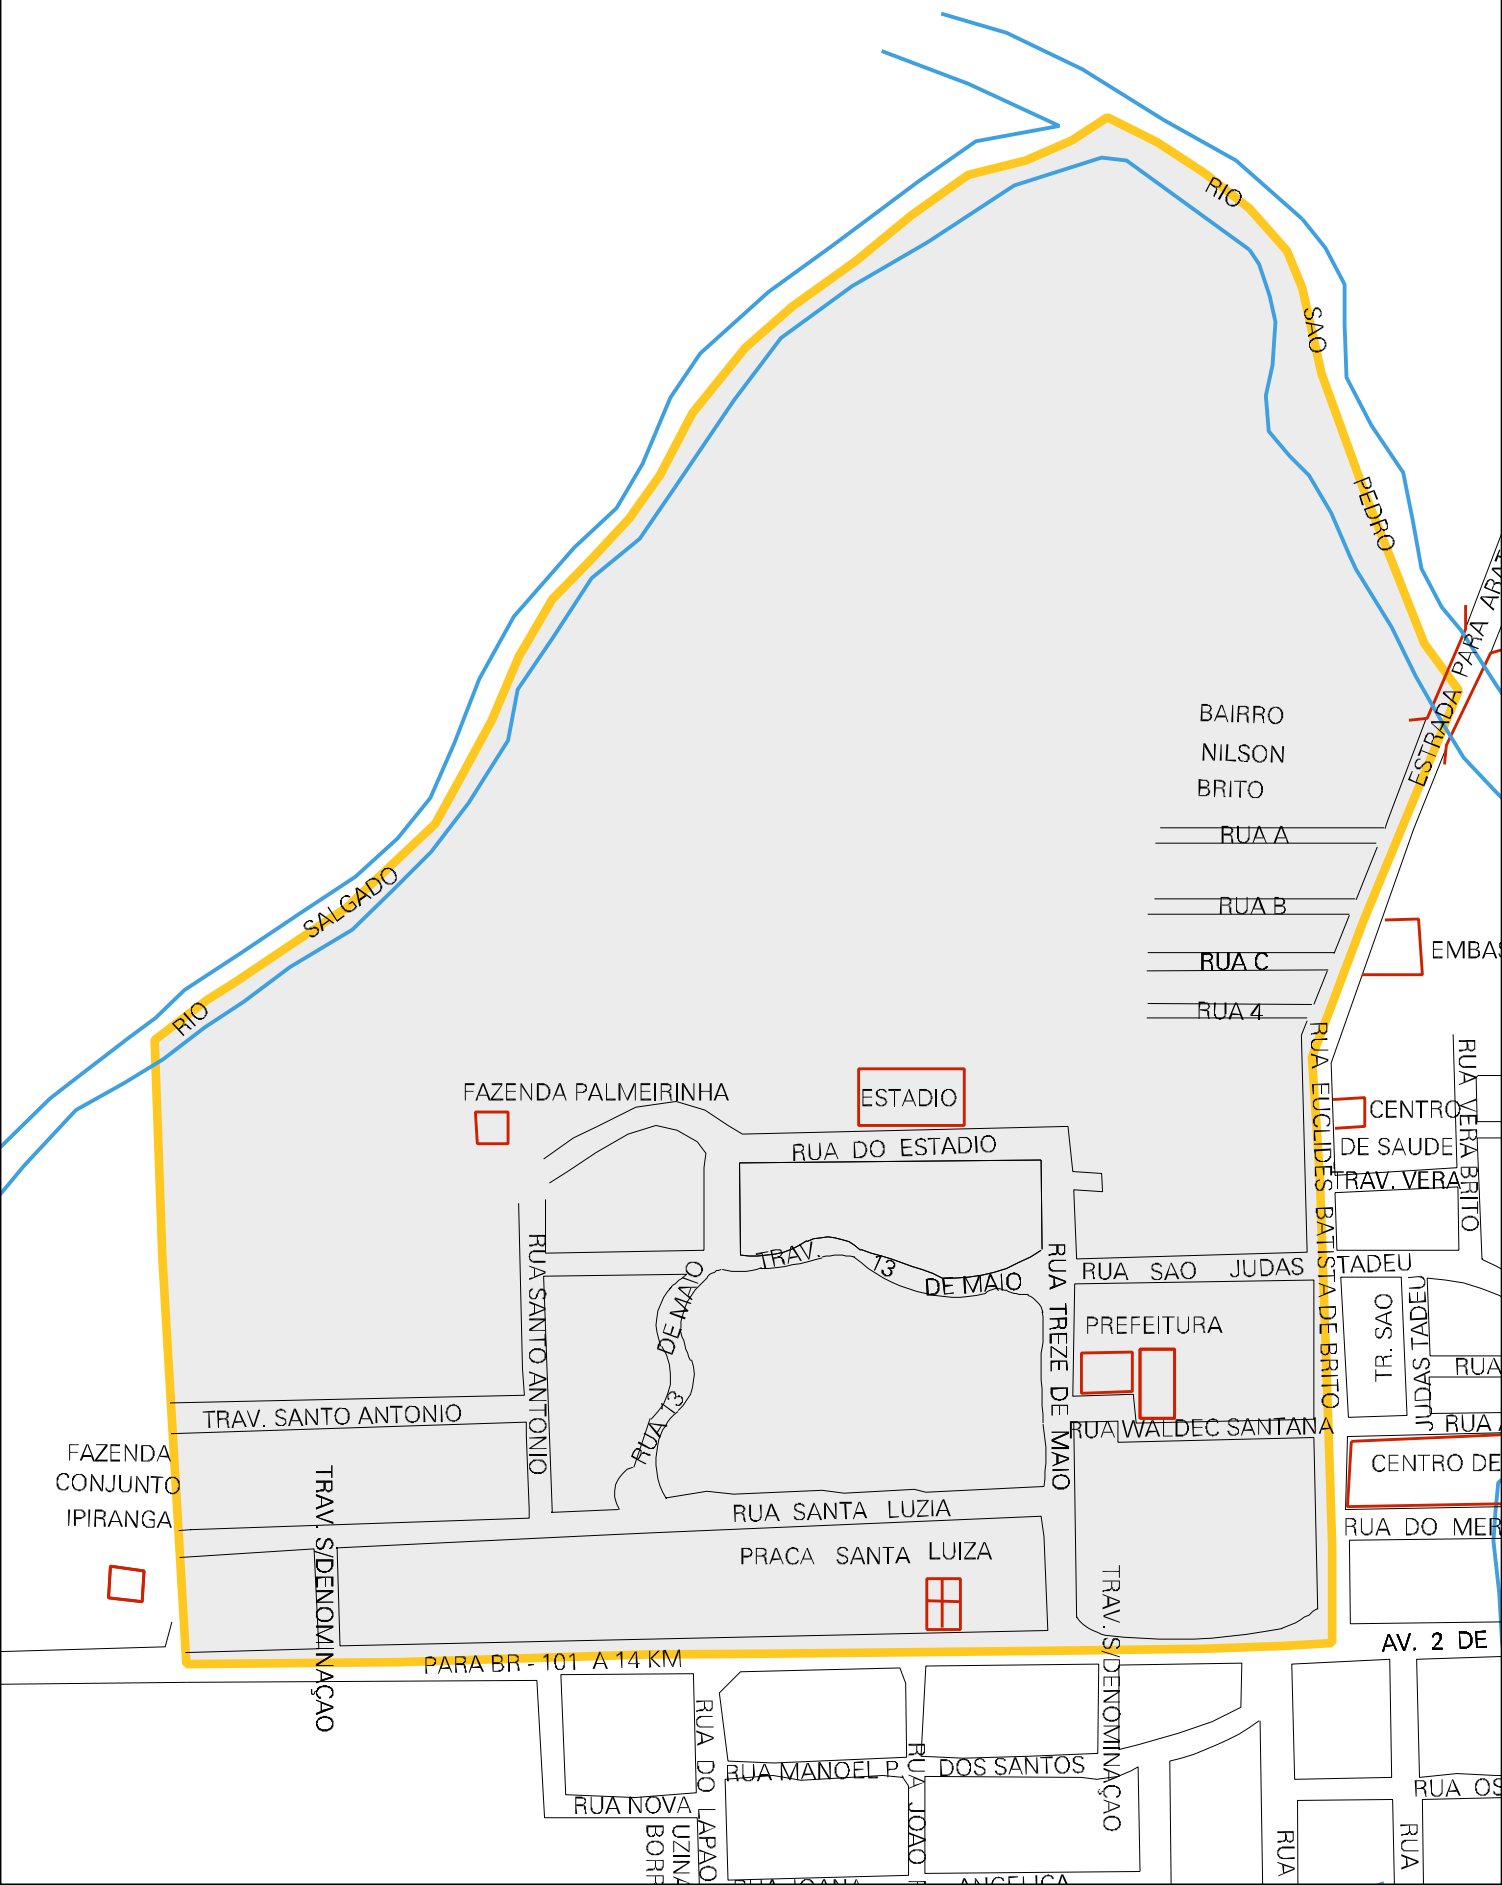 RIO
SAO
PEDRO
ESTRADA PARA
BAIRRO
NILSON
BRITO
RUA A
RUA B
RUA C
RUA 4
SALGADO
RIO
FAZENDA PALMEIRINHA
ESTADIO
RUA DO ESTADIO
CENTRO
DE SAUDE
TRAV. VERA
RUA VERA BRITO
RUA EUCLIDES BATISTA DE BRITO
TRAV. 13 DE MAIO
RUA SAO JUDAS TADEU
RUA SANTO ANTONIO
RUA 13 DE MAIO
RUA TREZE DE MAIO
PREFEITURA
TR. SAO
JUDAS TADEU
RUA
RUA
TRAV. SANTO ANTONIO
RUA WALDEC SANTANA
FAZENDA
CONJUNTO
IPIRANGA
CENTRO DE
TRAV. S/DENOMINAÇAO
RUA SANTA LUZIA
RUA DO
PRACA SANTA LUIZA
TRAV. S/DENOMINAÇAO
AV. 2 DE
PARA BR - 101 A 14 KM
RUA DO LAPAO
RUA MANOEL P DOS SANTOS
RUA JOAO
RUA NOVA
RUA
RUA
RUA